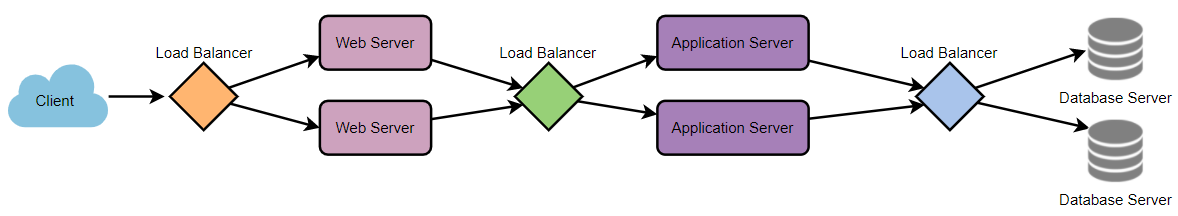 Client
Load Balancer
Web Server
Web Server
Load Balancer
Application Server
Application Server
Load Balancer
Database Server
Database Server